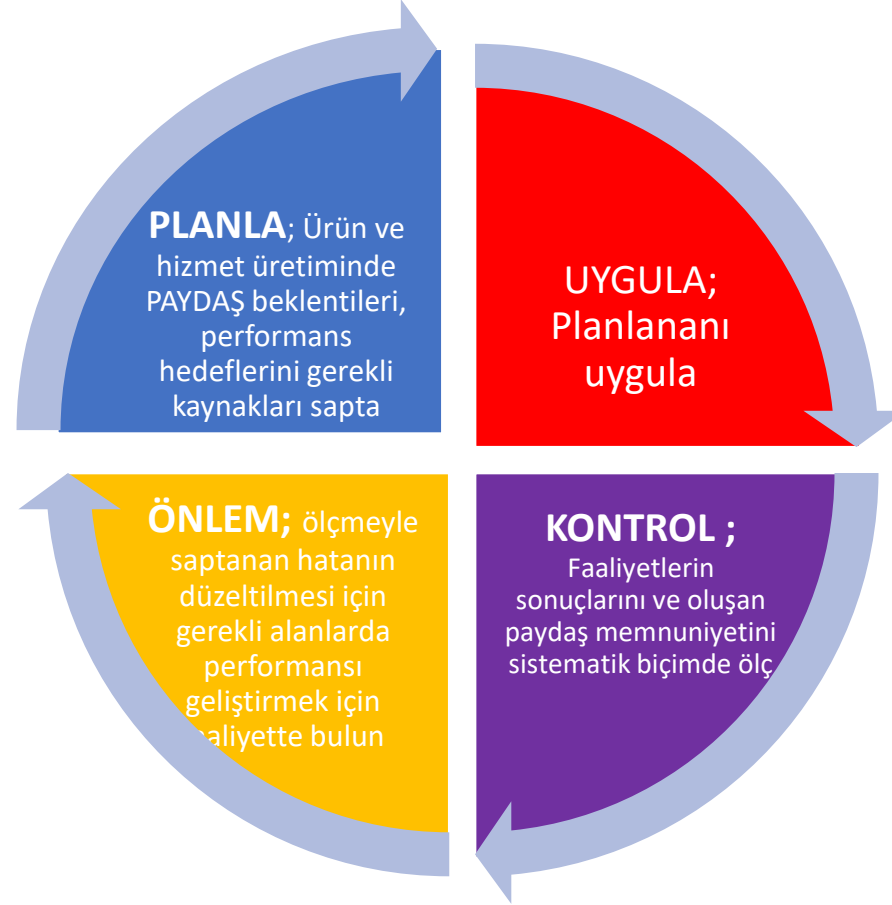 PLANLA; Ürün ve
hizmet üretiminde
PAYDAŞ beklentileri,
performans
hedeflerini gerekli
kaynakları sapta
UYGULA;
Planlananı
uygula
ÖNLEM; ölçmeyle
saptanan hatanın
düzeltilmesi için
gerekli alanlarda
performansı
geliştirmek için
aaliyette bulun
KONTROL ;
Faaliyetlerin
sonuçlarını ve oluşan
paydaş memnuniyetini
sistematik biçimde ölç